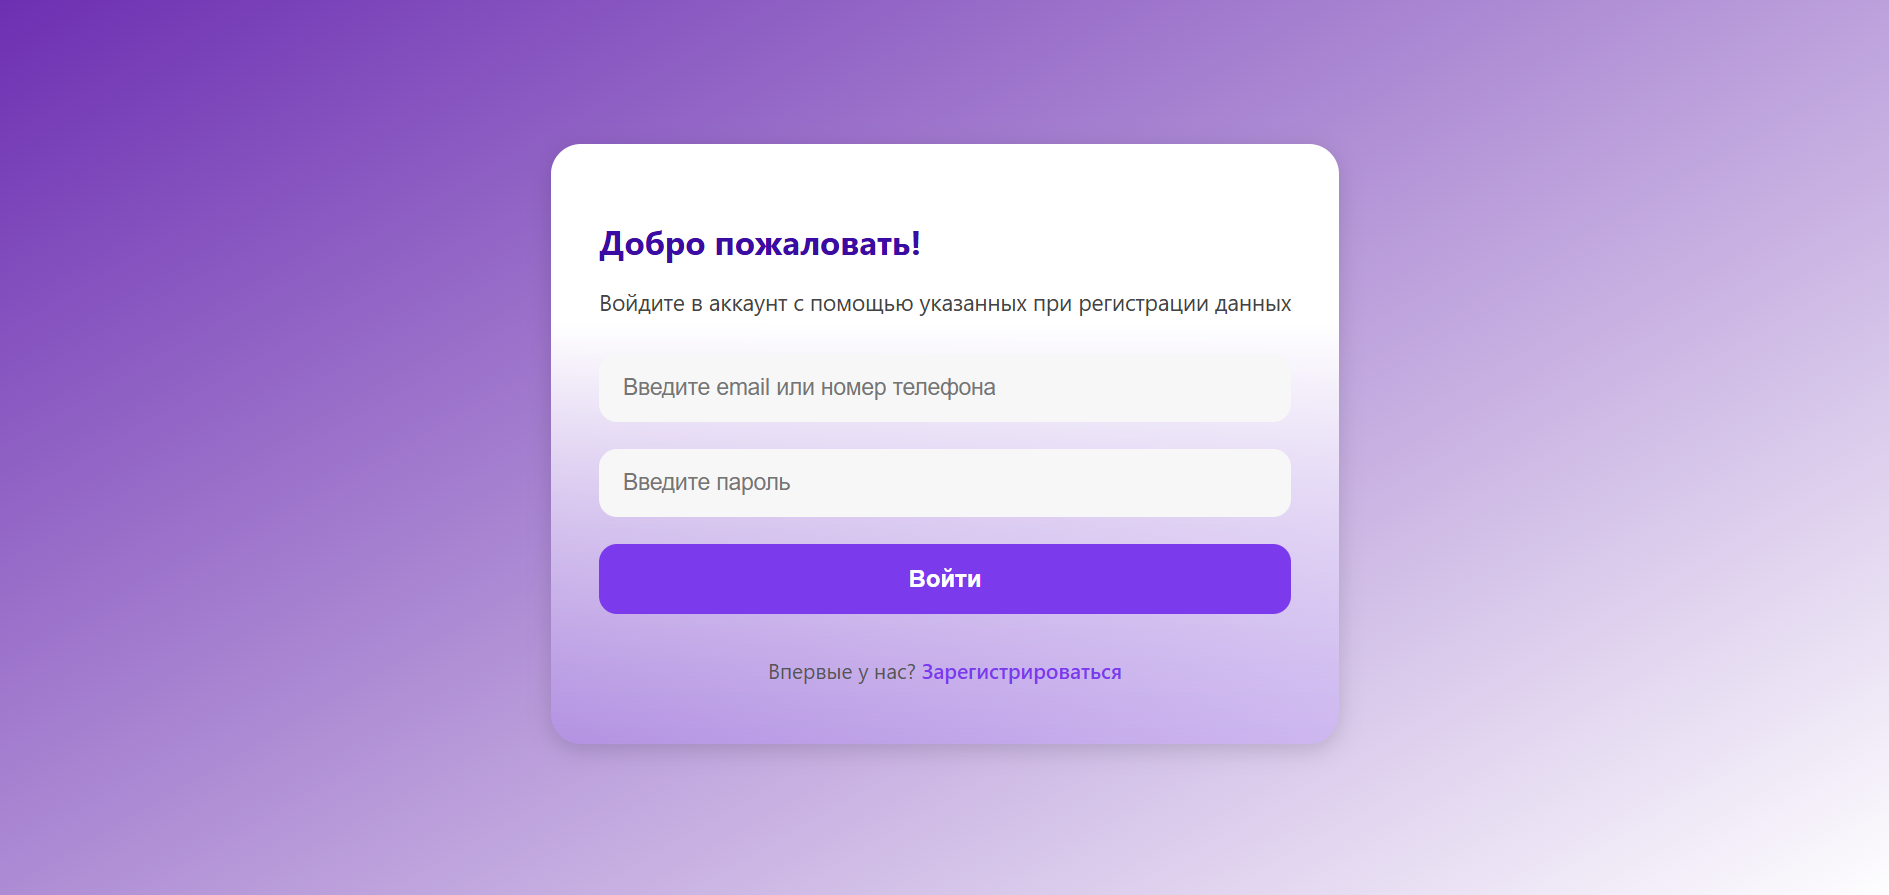 Добро пожаловать!
Войдите в аккаунт с помощью указанных при регистрации данных
Введите email или номер телефона
Введите пароль
Войти
Впервые у нас? Зарегистрироваться